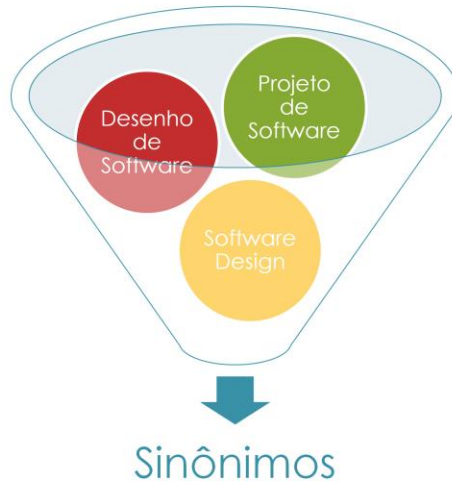 Projeto
de
Software
Desenho
de
Software
Software
Design
Sinônimos